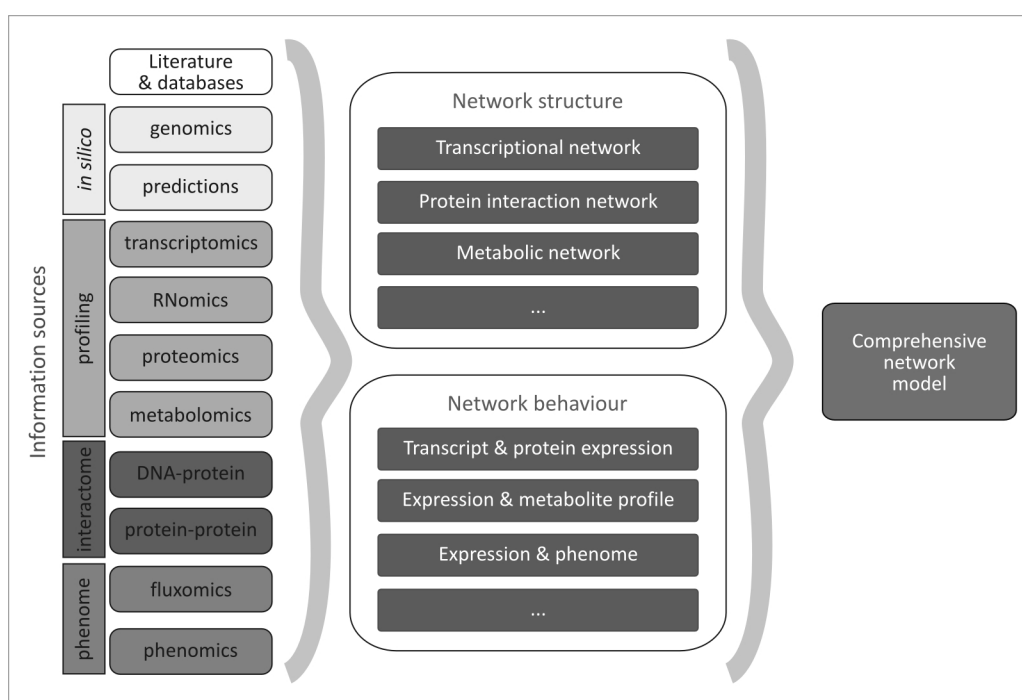 Information sources
Literature
& databases
in silico
genomics
predictions
profiling
transcriptomics
RNomics
proteomics
metabolomics
interactome
DNA-protein
protein-protein
phenome
fluxomics
phenomics
Network structure
Transcriptional network
Protein interaction network
Metabolic network
...
Network behaviour
Transcript & protein expression
Expression & metabolite profile
Expression & phenome
...
Comprehensive
network
model